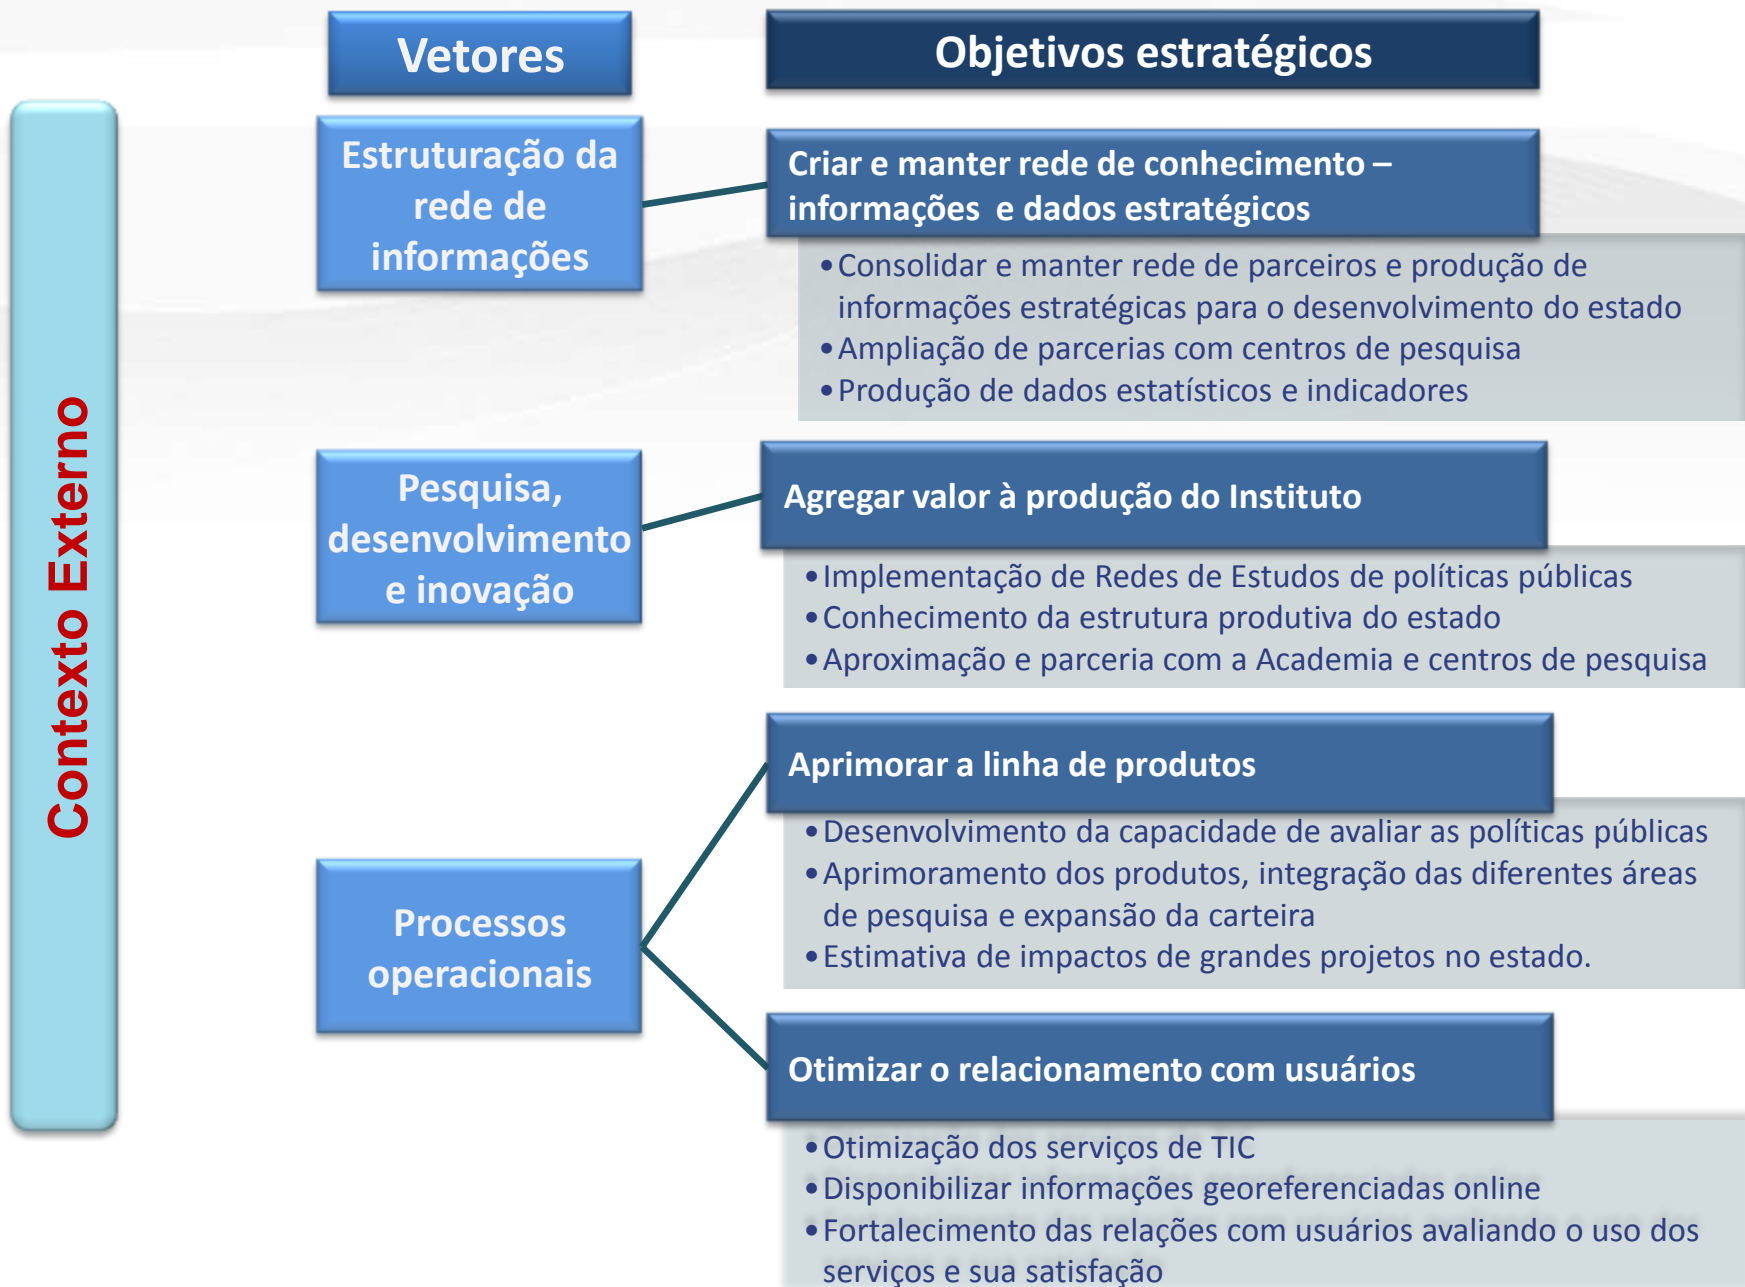 Vetores
Objetivos estratégicos
Contexto Externo
Estruturação da
rede de
informações
Criar e manter rede de conhecimento –
informações e dados estratégicos
•Consolidar e manter rede de parceiros e produção de
informações estratégicas para o desenvolvimento do estado
•Ampliação de parcerias com centros de pesquisa
•Produção de dados estatísticos e indicadores
Pesquisa,
desenvolvimento
e inovação
Agregar valor à produção do Instituto
•Implementação de Redes de Estudos de políticas públicas
•Conhecimento da estrutura produtiva do estado
•Aproximação e parceria com a Academia e centros de pesquisa
Processos
operacionais
Aprimorar a linha de produtos
•Desenvolvimento da capacidade de avaliar as políticas públicas
•Aprimoramento dos produtos, integração das diferentes áreas
de pesquisa e expansão da carteira
•Estimativa de impactos de grandes projetos no estado.
Otimizar o relacionamento com usuários
•Otimização dos serviços de TIC
•Disponibilizar informações georeferenciadas online
•Fortalecimento das relações com usuários avaliando o uso dos
serviços e sua satisfação